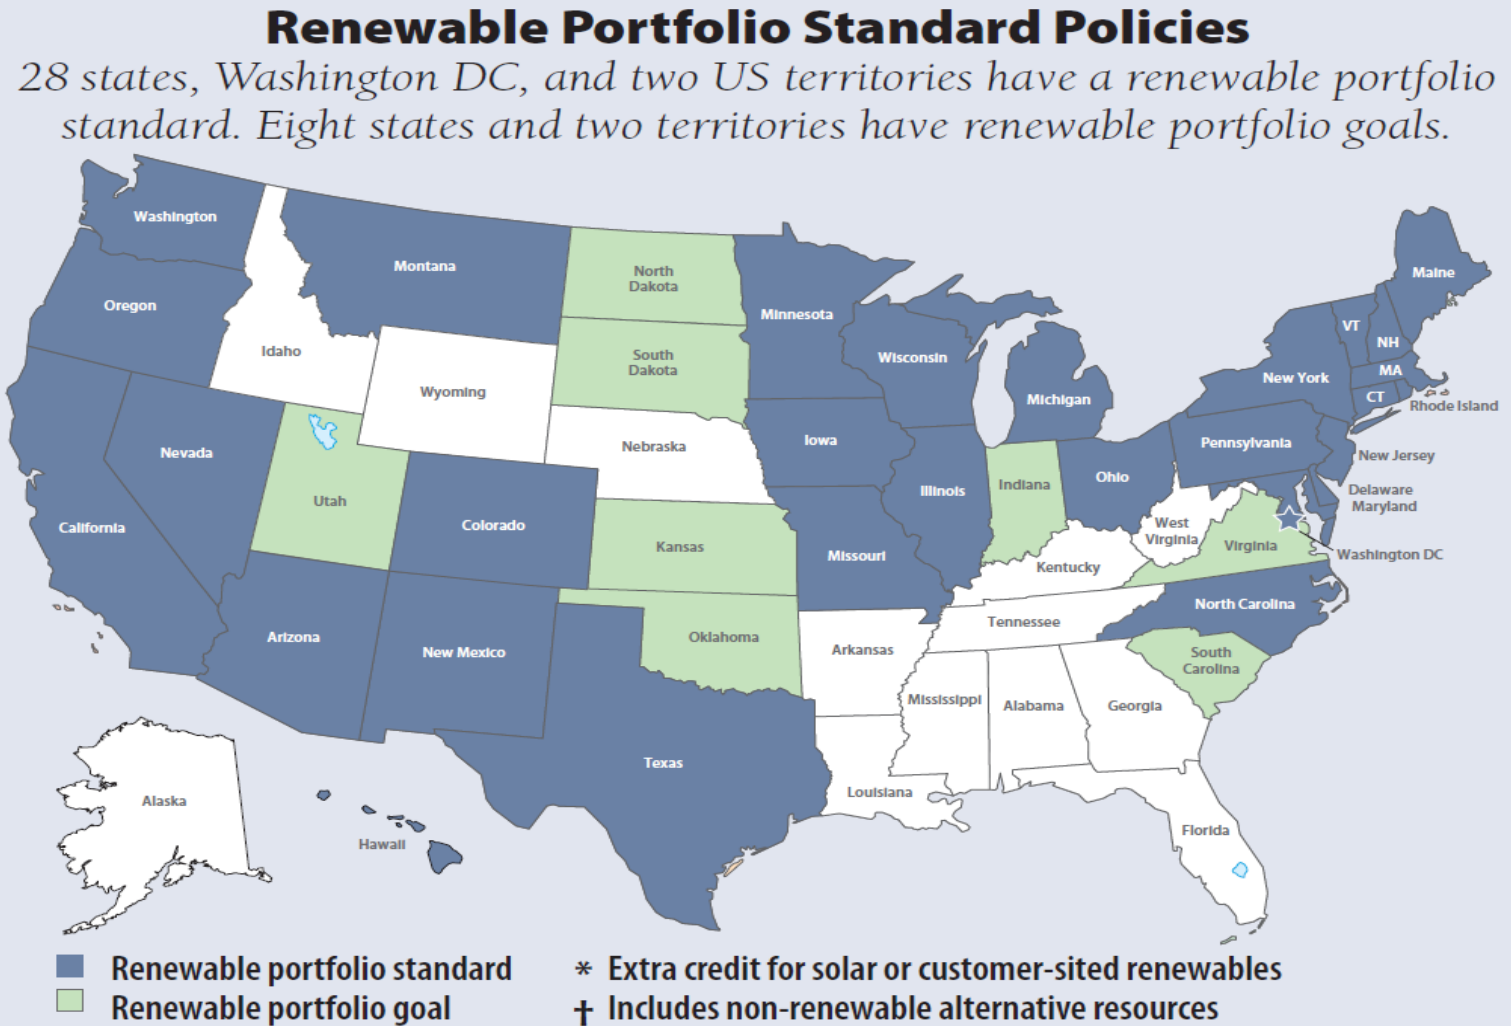 Renewable Portfolio Standard Policies
28 states, Washington DC, and two US territories have a renewable portfolio
standard. Eight states and two territories have renewable portfolio goals.
Washington
Montana
North
Dakota
Minnesota
Maine
Oregon
Idaho
South
Dakota
Wisconsin
VT
NH
Wyoming
Michigan
New York
MA
CT
Rhode Island
Nevada
Nebraska
Iowa
Pennsylvania
New Jersey
Utah
Illinois
Indiana
Ohio
Delaware
Maryland
California
Colorado
Kansas
Missouri
West
Virginia
Virginia
Washington DC
Kentucky
Arizona
New Mexico
Oklahoma
Arkansas
Tennessee
North Carolina
South
Carolina
Mississippi
Alabama
Georgia
Texas
Louisiana
Alaska
Hawaii
Florida
Renewable portfolio standard
* Extra credit for solar or customer-sited renewables
Renewable portfolio goal
† Includes non-renewable alternative resources